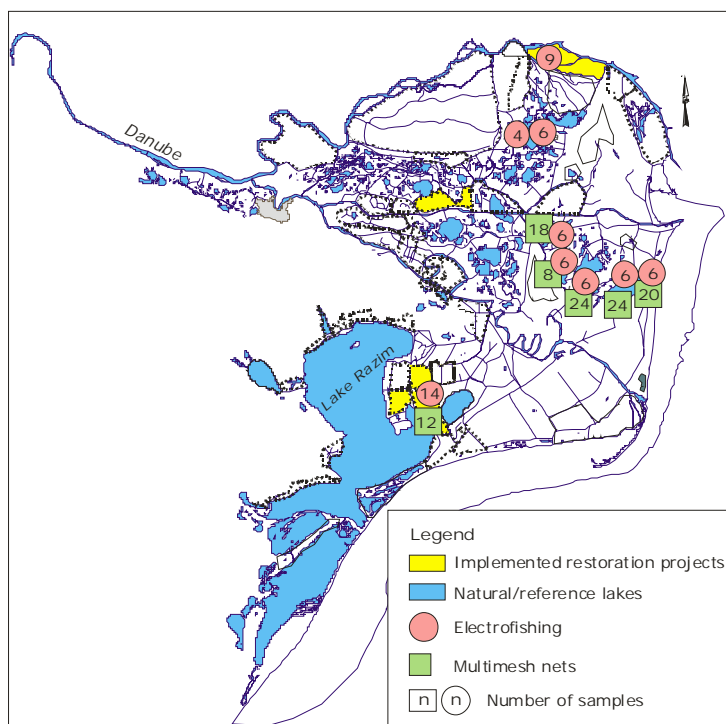 9
Danube
4 6
18 6
6
8
6 6 6
24 24 20
Lake Razim
14
12
Legend
Implemented restoration projects
Natural/reference lakes
Electrofishing
Multimesh nets
n n Number of samples